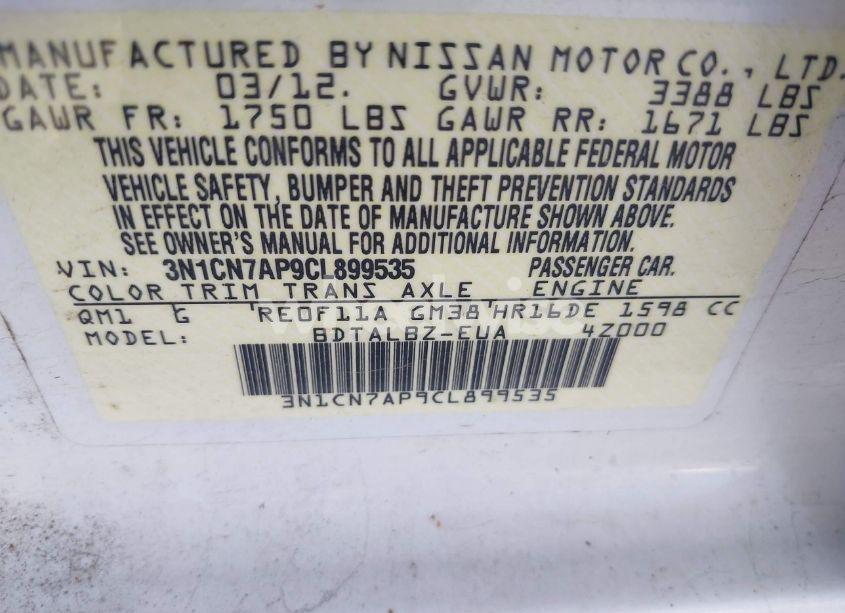 MANUFACTURED BY NISSAN MOTOR CO., LTD.
DATE: 03/12. GVWR: 3388 LBS
GAWR FR: 1750 LBS GAWR RR: 1671 LBS
THIS VEHICLE CONFORMS TO ALL APPLICABLE FEDERAL MOTOR
VEHICLE SAFETY, BUMPER AND THEFT PREVENTION STANDARDS
IN EFFECT ON THE DATE OF MANUFACTURE SHOWN ABOVE.
SEE OWNER'S MANUAL FOR ADDITIONAL INFORMATION
VIN: 3N1CN7AP9CL899535 PASSENGER CAR.
COLOR TRIM TRANS AXLE ENGINE
QM1 G RE0F11A GM38 HR16DE 1598 CC
MODEL: BDTALBZ-EUA 4Z000
3N1CN7AP9CL899535